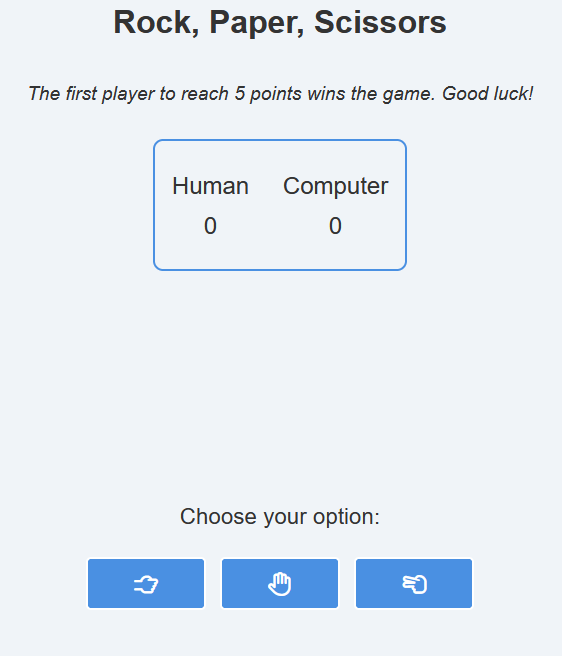 Rock, Paper, Scissors
The first player to reach 5 points wins the game. Good luck!
Human Computer
0 0
Choose your option: